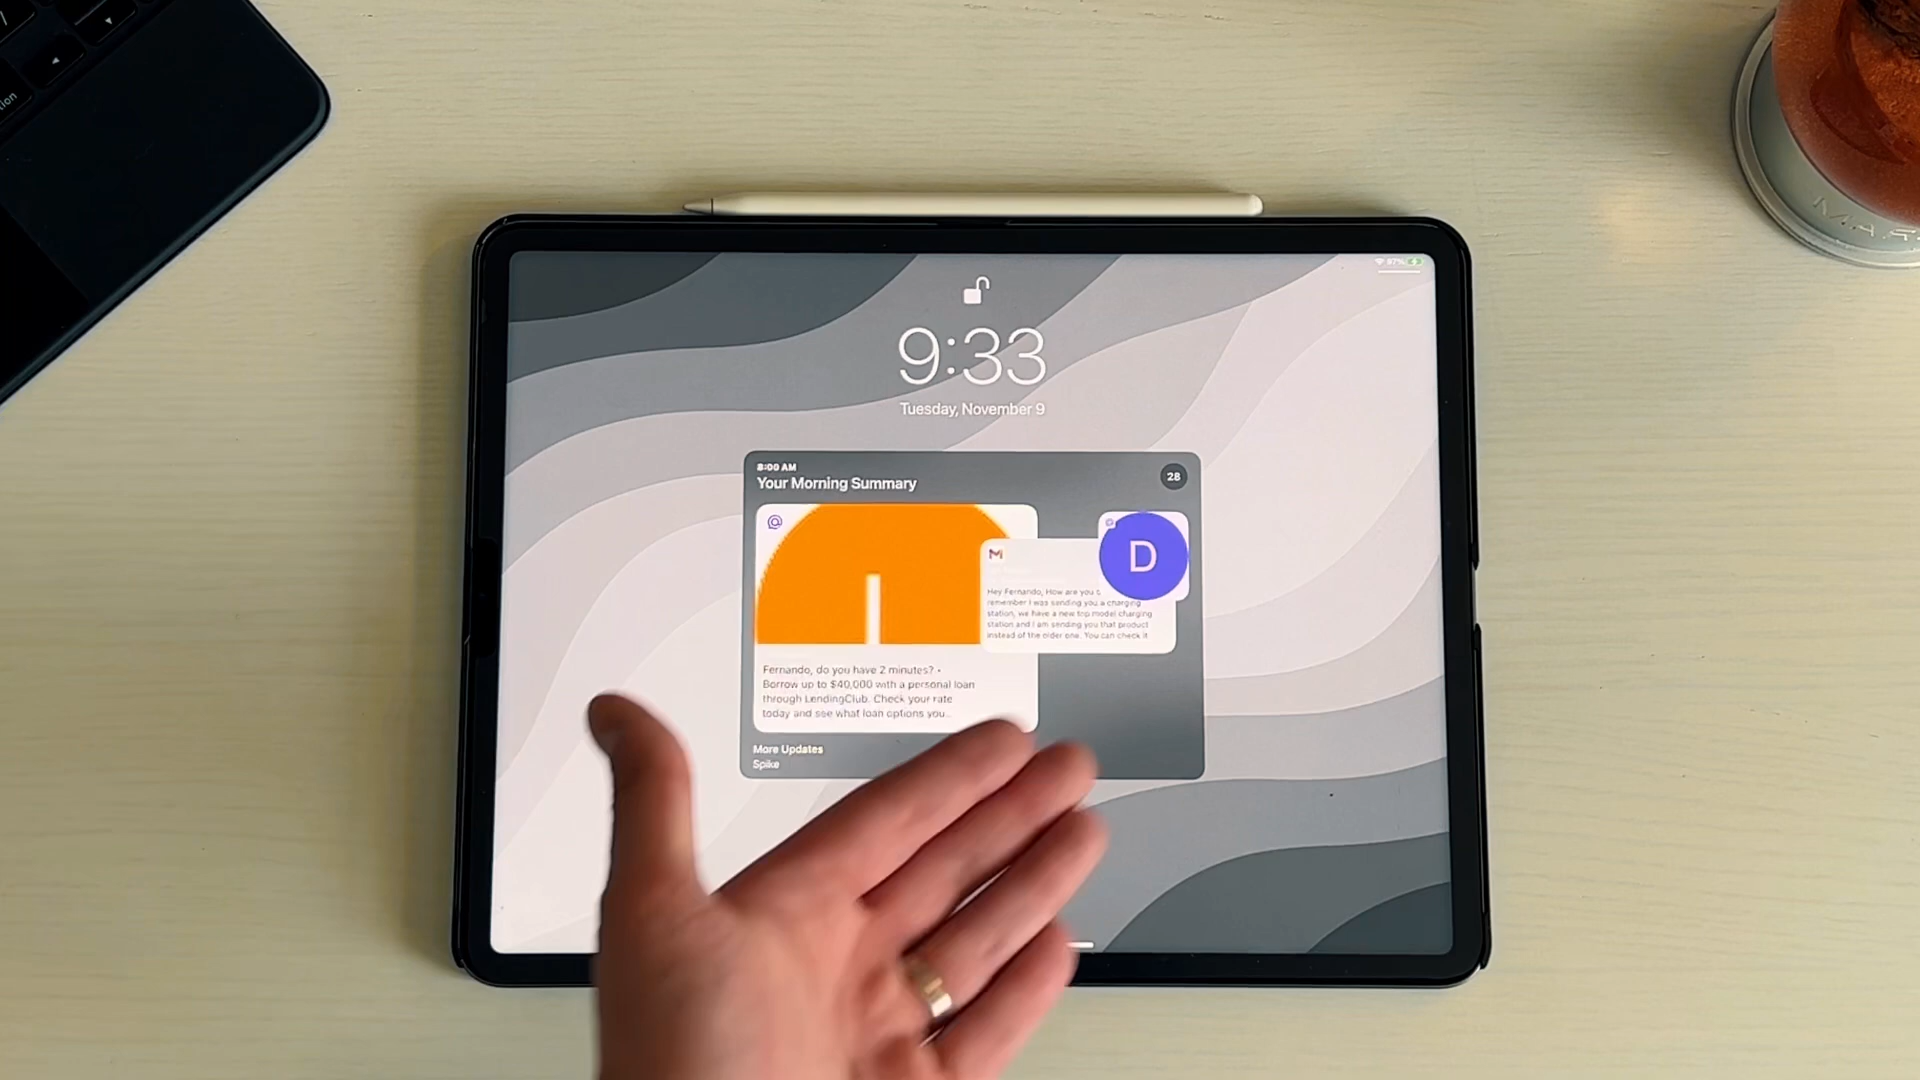 97%
9:33
Tuesday, November 9
8:00 AM
28
Your Morning Summary
D
Hey Fernando, How are you
remember I was sending you a charging
station, we have a new top model charging
station and I am sending you that product
instead of the order one. You can check it
Fernando, do you have 2 minutes? •
Borrow up to $40,000 with a personal loan
through LendingClub. Check your rate
today and see what loan options you...
More Updates
Spike